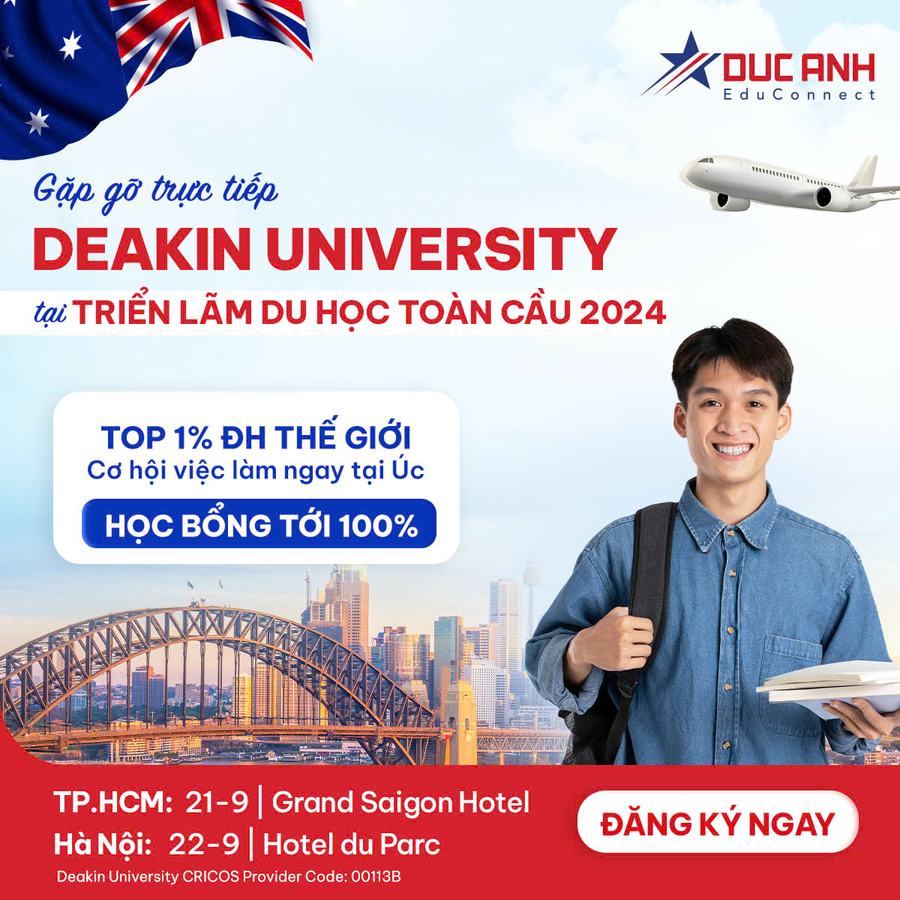 DUC ANH
EduConnect
Gặp gỡ trực tiếp
DEAKIN UNIVERSITY
tại TRIỂN LÃM DU HỌC TOÀN CẦU 2024
TOP 1% ĐH THẾ GIỚI
Cơ hội việc làm ngay tại Úc
HỌC BỔNG TỚI 100%
TP.HCM: 21-9 | Grand Saigon Hotel
Hà Nội: 22-9 | Hotel du Parc
Deakin University CRICOS Provider Code: 00113B
ĐĂNG KÝ NGAY